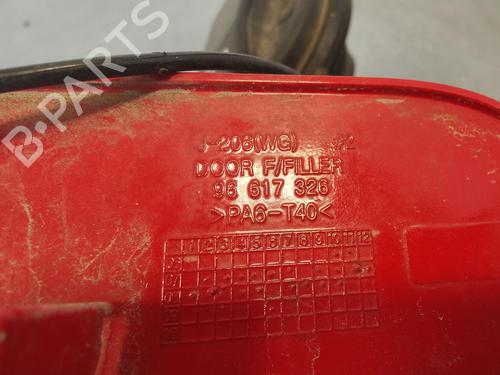 B-PARTS
J-208(WG)
DOOR F/FILLER
96 617 326
>PA6-T40<
1 2 3 4 5 6 7 8 9 10 11 12